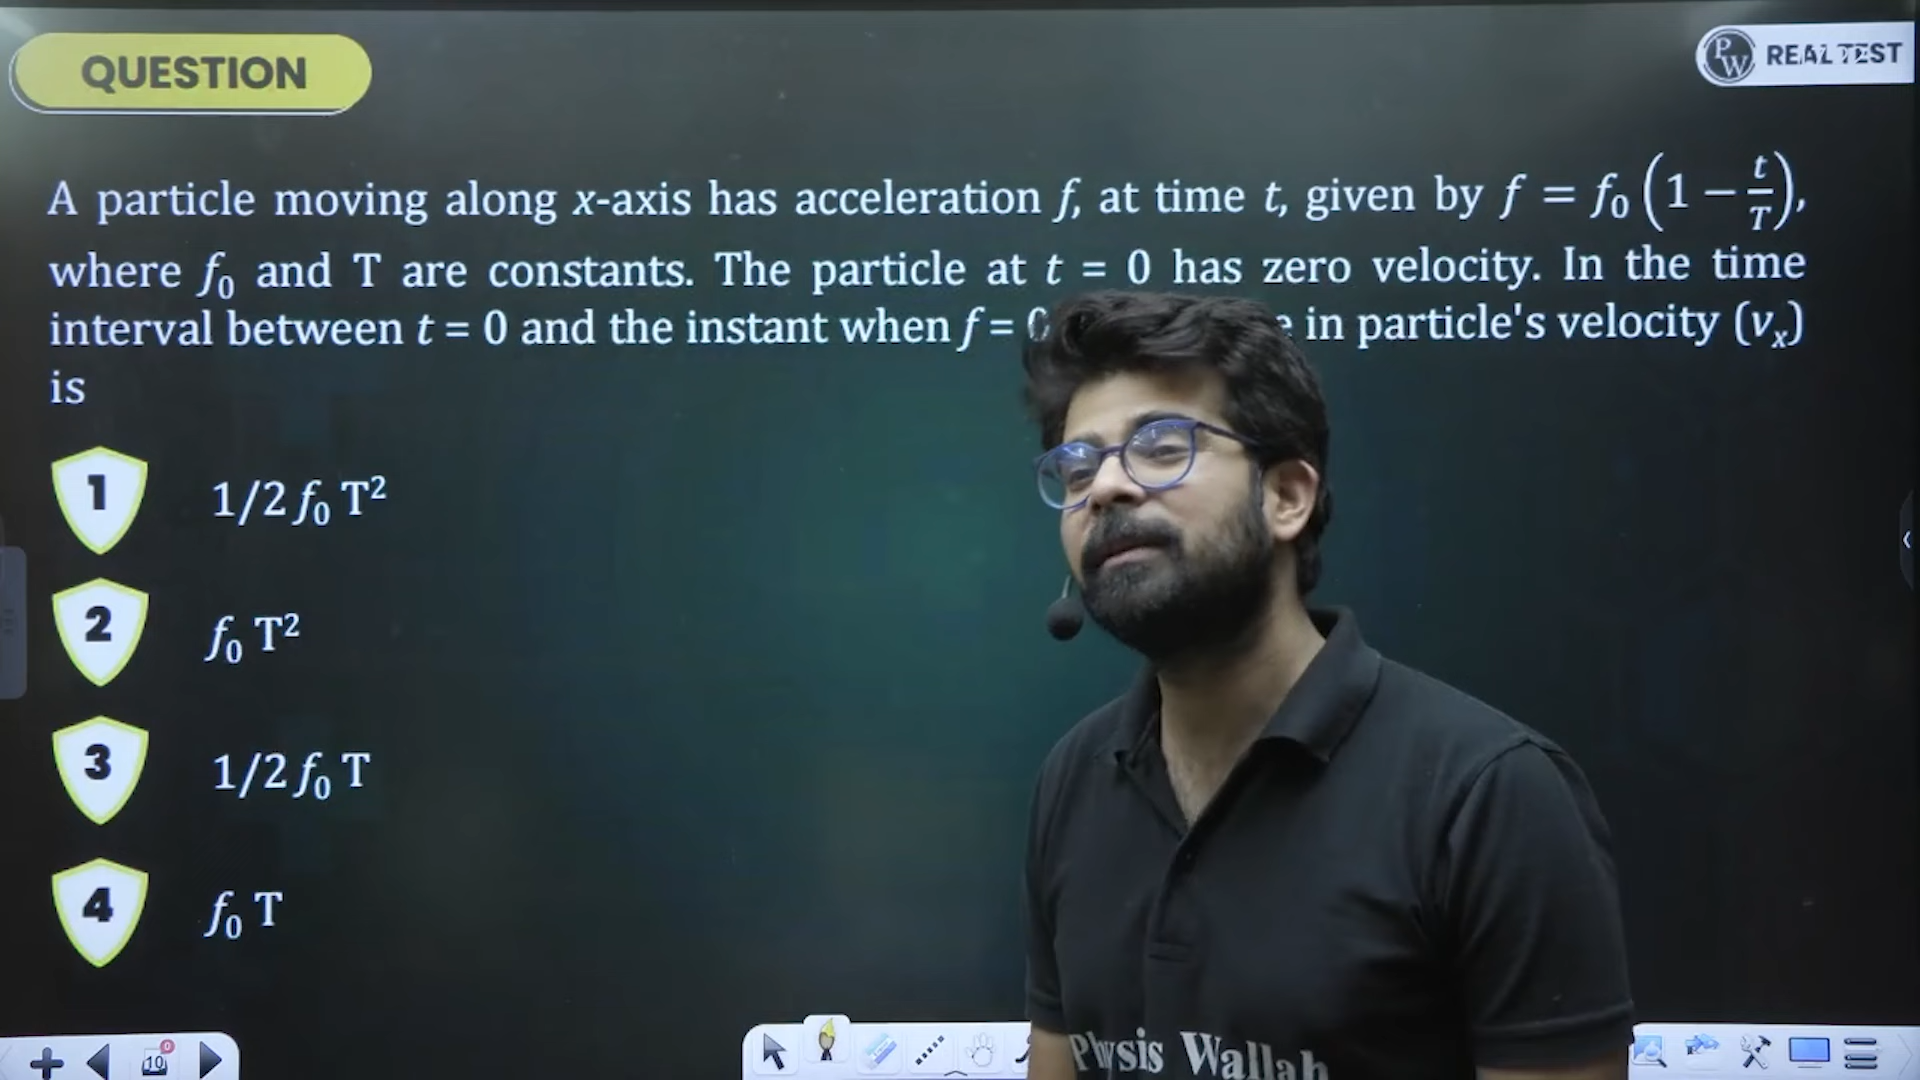 QUESTION
PW REAL TEST
A particle moving along x-axis has acceleration f, at time t, given by f = f₀ (1 − t/T),
where f₀ and T are constants. The particle at t = 0 has zero velocity. In the time
interval between t = 0 and the instant when f = in particle's velocity (vₓ)
is
1 1/2 f₀ T²
2 f₀ T²
3 1/2 f₀ T
4 f₀ T
10 0
Physis Wallah